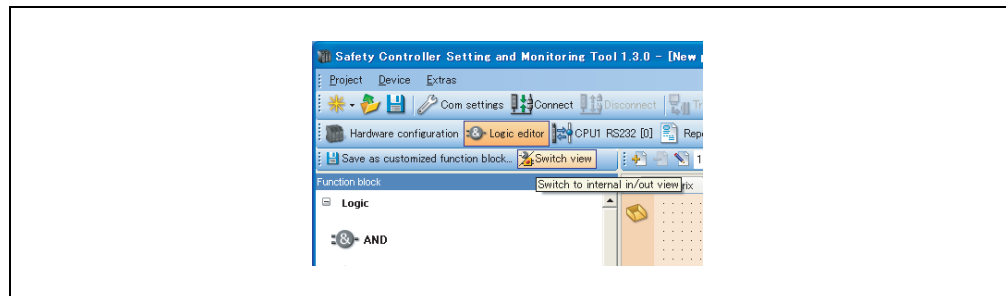 Safety Controller Setting and Monitoring Tool 1.3.0 - [New
Project Device Extras
Com settings Connect Disconnect
Hardware configuration Logic editor CPU1 RS232 [0]
Save as customized function block... Switch view 1
Function block Switch to internal in/out view
Logic
& AND